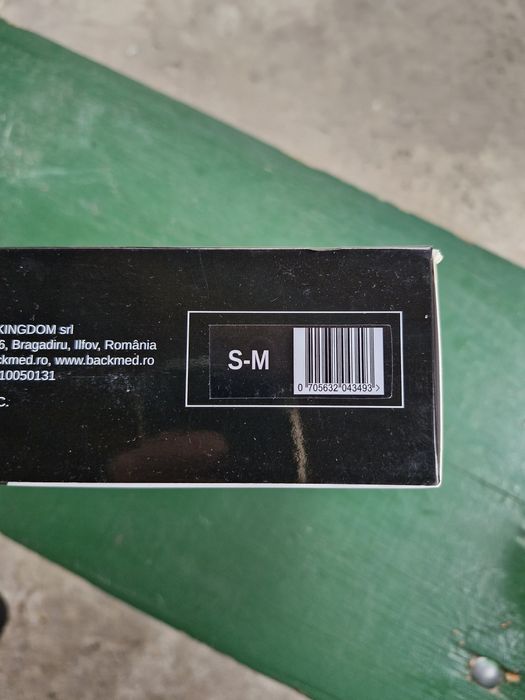 KINGDOM srl
6, Bragadiru, Ilfov, România
ckmed.ro, www.backmed.ro
10050131
C.
S-M
0 705632 043493 >